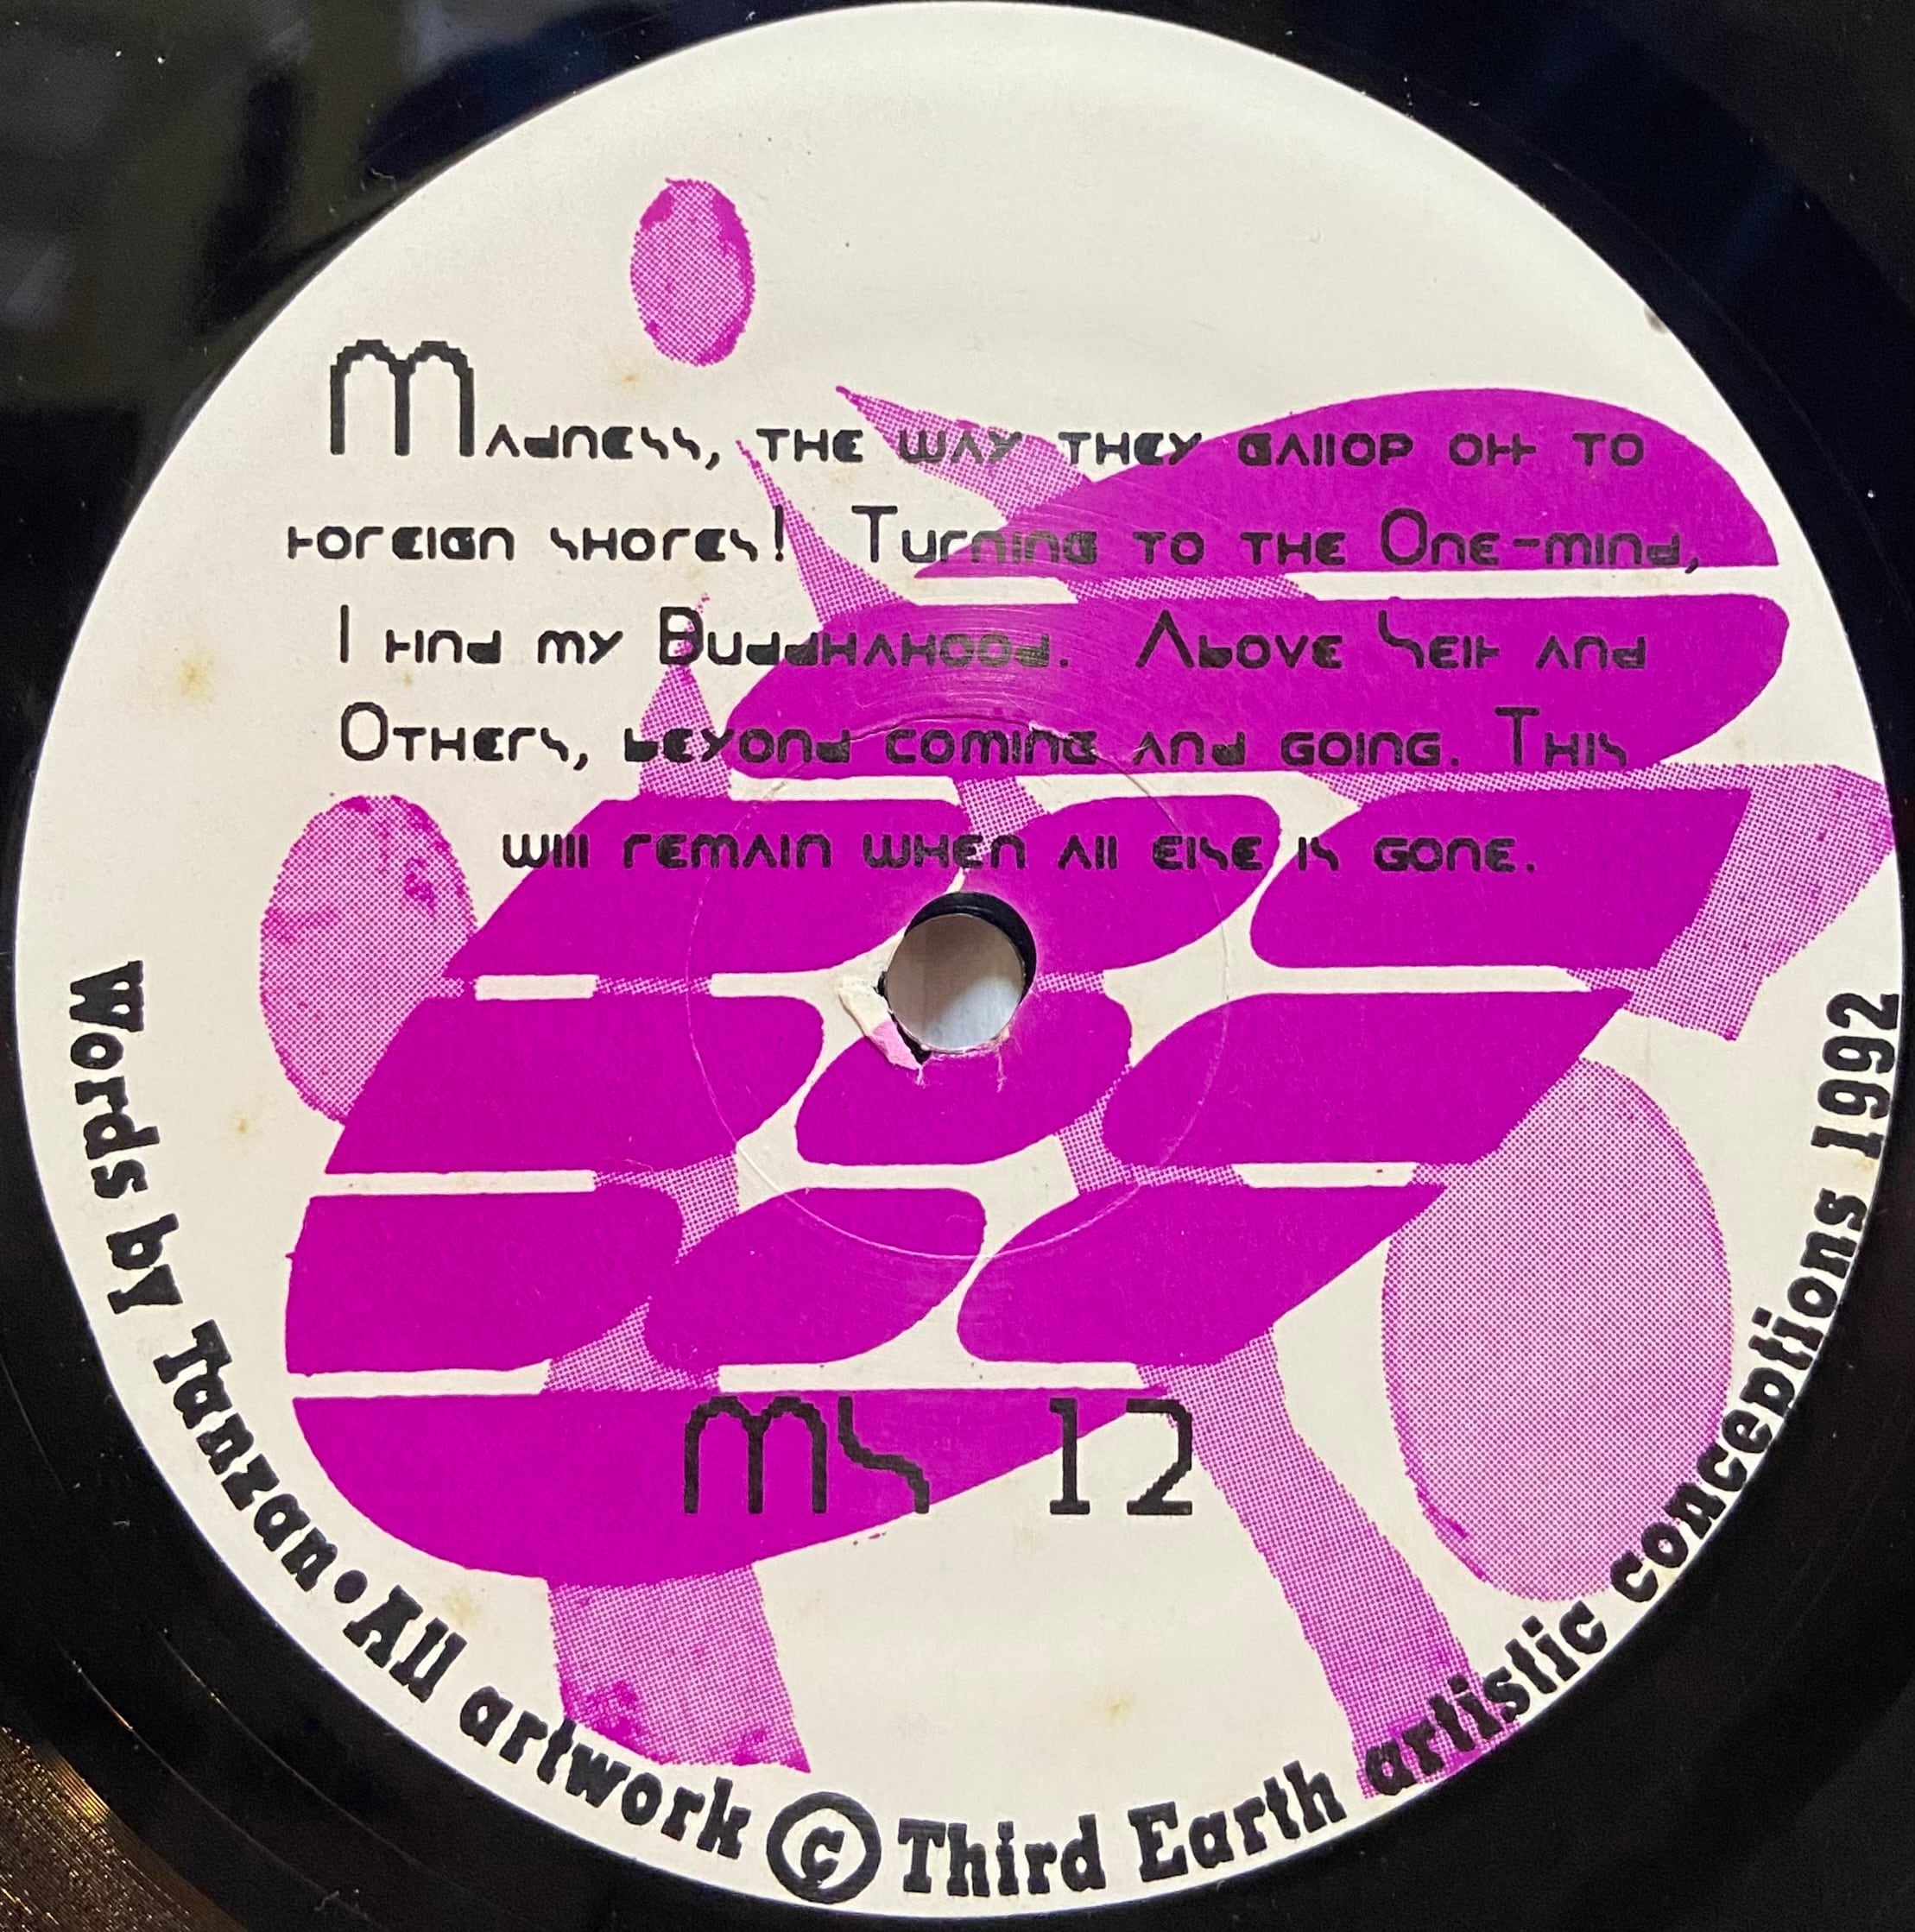 Madness, the way they gallop off to
foreign shores! Turning to the One-mind,
I find my Buddhahood. Above Self and
Others, beyond coming and going. This
will remain when all else is gone.
MS 12
Words by Tanzan • All artwork © Third Earth artistic conceptions 1992